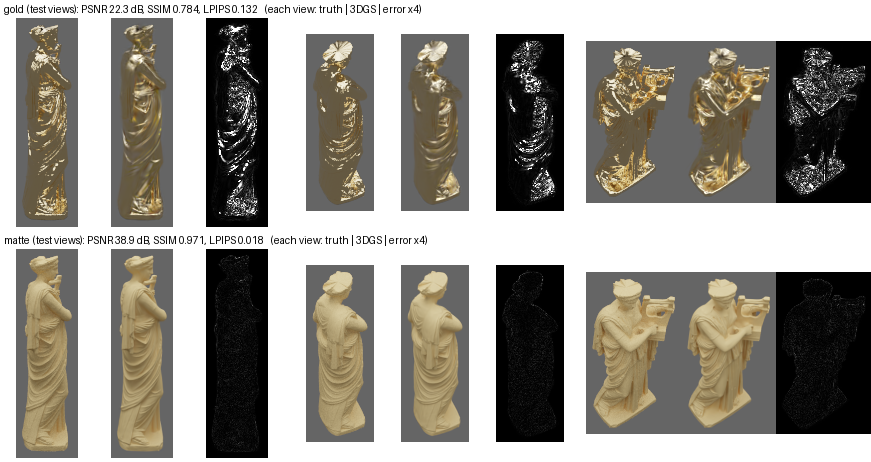 gold (test views): PSNR 22.3 dB, SSIM 0.784, LPIPS 0.132 (each view: truth | 3DGS | error x4)
matte (test views): PSNR 38.9 dB, SSIM 0.971, LPIPS 0.018 (each view: truth | 3DGS | error x4)